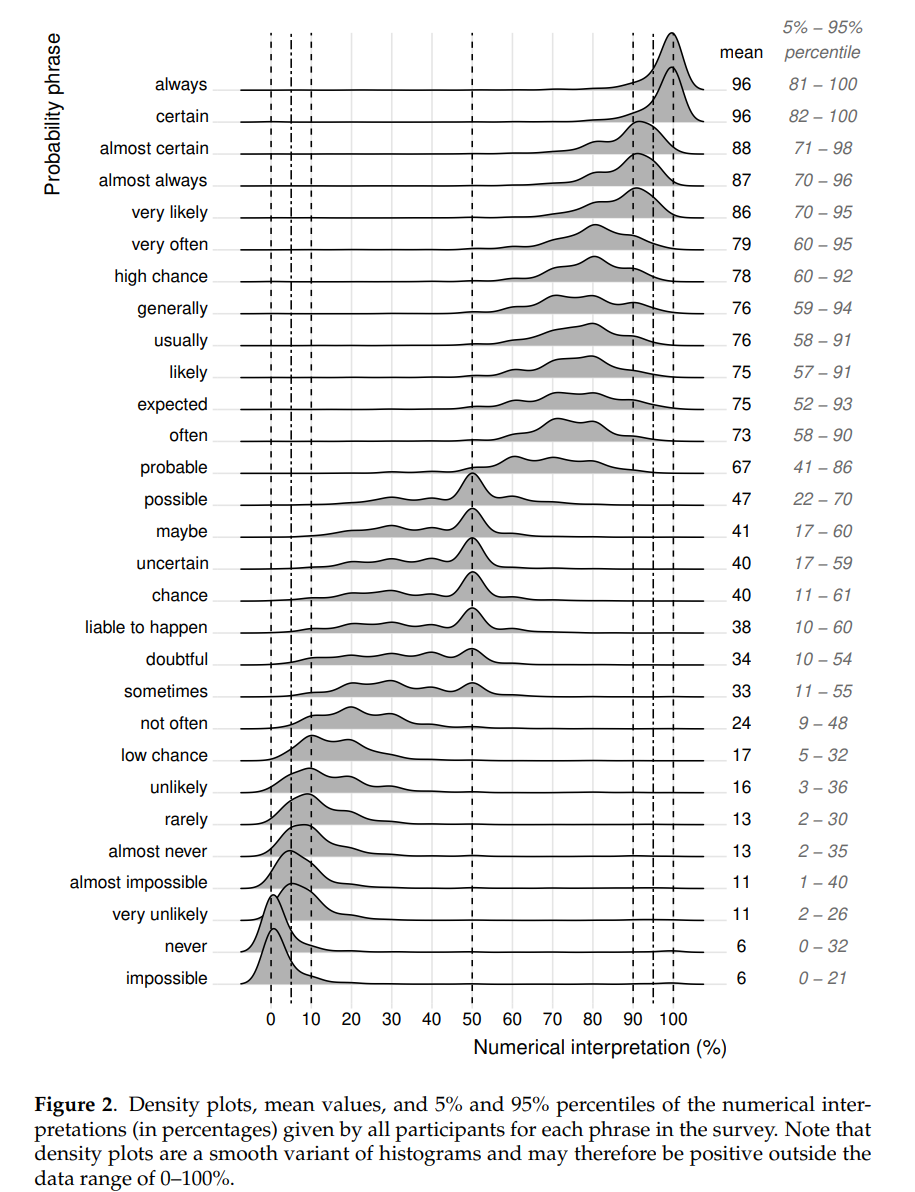 Probability phrase
5% – 95%
mean percentile
always 96 81 – 100
certain 96 82 – 100
almost certain 88 71 – 98
almost always 87 70 – 96
very likely 86 70 – 95
very often 79 60 – 95
high chance 78 60 – 92
generally 76 59 – 94
usually 76 58 – 91
likely 75 57 – 91
expected 75 52 – 93
often 73 58 – 90
probable 67 41 – 86
possible 47 22 – 70
maybe 41 17 – 60
uncertain 40 17 – 59
chance 40 11 – 61
liable to happen 38 10 – 60
doubtful 34 10 – 54
sometimes 33 11 – 55
not often 24 9 – 48
low chance 17 5 – 32
unlikely 16 3 – 36
rarely 13 2 – 30
almost never 13 2 – 35
almost impossible 11 1 – 40
very unlikely 11 2 – 26
never 6 0 – 32
impossible 6 0 – 21
0 10 20 30 40 50 60 70 80 90 100
Numerical interpretation (%)
Figure 2. Density plots, mean values, and 5% and 95% percentiles of the numerical inter-
pretations (in percentages) given by all participants for each phrase in the survey. Note that
density plots are a smooth variant of histograms and may therefore be positive outside the
data range of 0–100%.